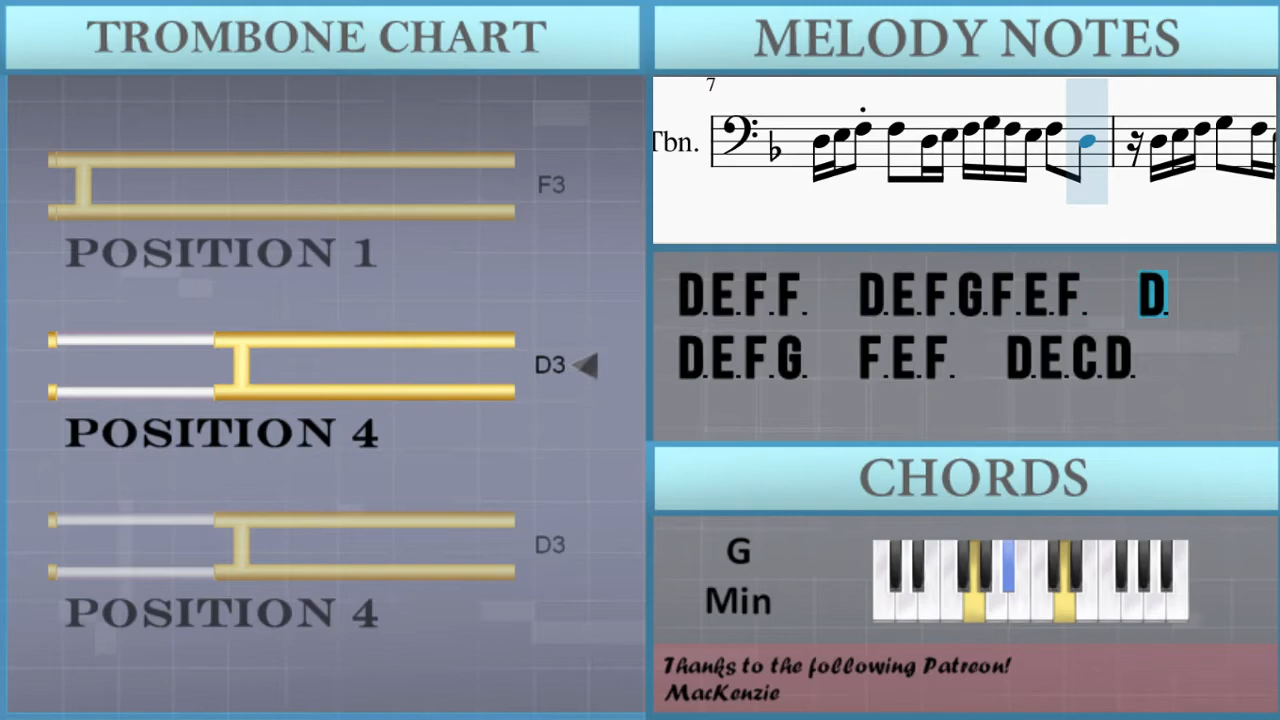 TROMBONE CHART
F3
POSITION 1
D3
POSITION 4
D3
POSITION 4
MELODY NOTES
7
Tbn.
D.E.F.F. D.E.F.G.F.E.F. D.
D.E.F.G. F.E.F. D.E.C.D.
CHORDS
G
Min
Thanks to the following Patreon!
MacKenzie